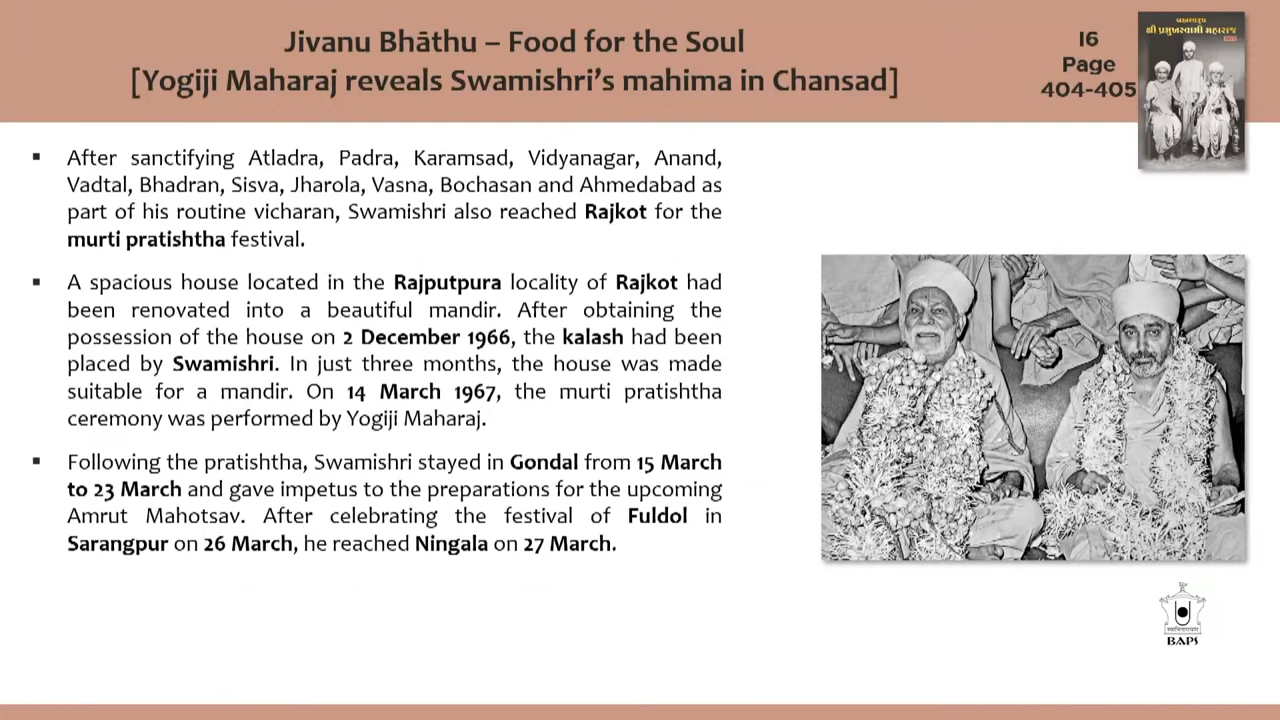 Jivanu Bhāthu – Food for the Soul
[Yogiji Maharaj reveals Swamishri’s mahima in Chansad]
I6
Page
404-405
શ્રી પ્રમુખસ્વામી મહારાજ
▪ After sanctifying Atladra, Padra, Karamsad, Vidyanagar, Anand,
Vadtal, Bhadran, Sisva, Jharola, Vasna, Bochasan and Ahmedabad as
part of his routine vicharan, Swamishri also reached Rajkot for the
murti pratishtha festival.
▪ A spacious house located in the Rajputpura locality of Rajkot had
been renovated into a beautiful mandir. After obtaining the
possession of the house on 2 December 1966, the kalash had been
placed by Swamishri. In just three months, the house was made
suitable for a mandir. On 14 March 1967, the murti pratishtha
ceremony was performed by Yogiji Maharaj.
▪ Following the pratishtha, Swamishri stayed in Gondal from 15 March
to 23 March and gave impetus to the preparations for the upcoming
Amrut Mahotsav. After celebrating the festival of Fuldol in
Sarangpur on 26 March, he reached Ningala on 27 March.
BAPS